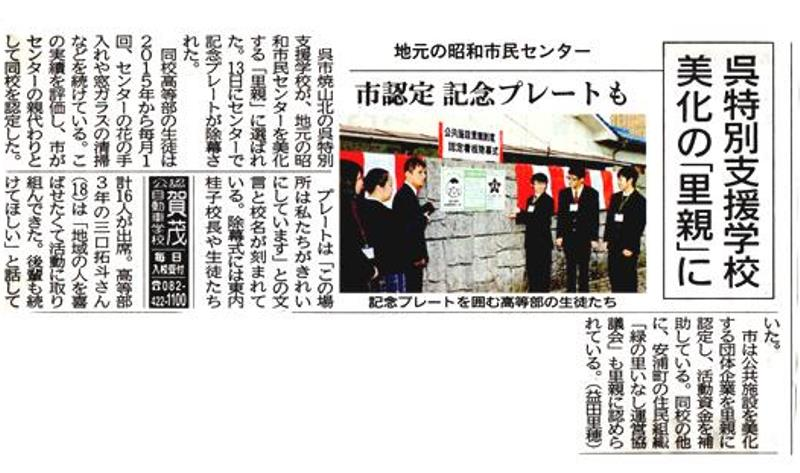 呉特別支援学校
美化の「里親」に
地元の昭和市民センター
市認定 記念プレートも
公共施設里親制度
認定看板除幕式
記念プレートを囲む高等部の生徒たち
呉市焼山北の呉特別
支援学校が、地元の昭
和市民センターを美化
する「里親」に選ばれ
た。13日にセンターで
記念プレートが除幕さ
れた。
同校高等部の生徒は
2015年から毎月1
回、センターの花の手
入れや窓ガラスの清掃
などを続けている。こ
の実績を評価し、市が
センターの親代わりと
して同校を認定した。
プレートは「この場
所は私たちがきれい
にしています」との文
言と校名が刻まれて
いる。除幕式には東内
桂子校長や生徒たち
計16人が出席。高等部
3年の三口拓斗さん
(18)は「地域の人を喜
ばせたくて活動に取り
組んできた。後輩も続
けてほしい」と話して
いた。
市は公共施設を美化
する団体企業を里親に
認定し、活動資金を補
助している。同校の他
に、安浦町の住民組織
「緑の里いなし運営協
議会」も里親に認めら
れている。(益田里穂)
公認
賀茂
自動車学校
毎日
入校受付
☎082-
422-1100